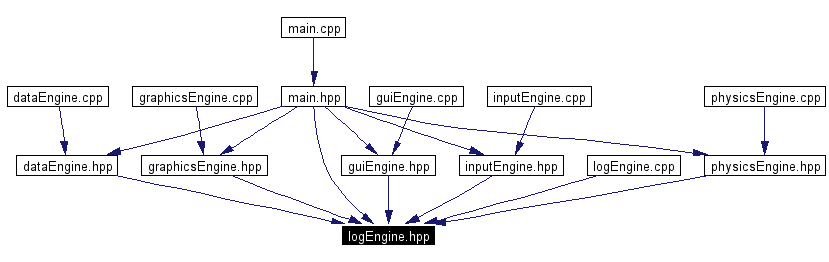 main.cpp
dataEngine.cpp
graphicsEngine.cpp
main.hpp
guiEngine.cpp
inputEngine.cpp
physicsEngine.cpp
dataEngine.hpp
graphicsEngine.hpp
guiEngine.hpp
inputEngine.hpp
logEngine.cpp
physicsEngine.hpp
logEngine.hpp